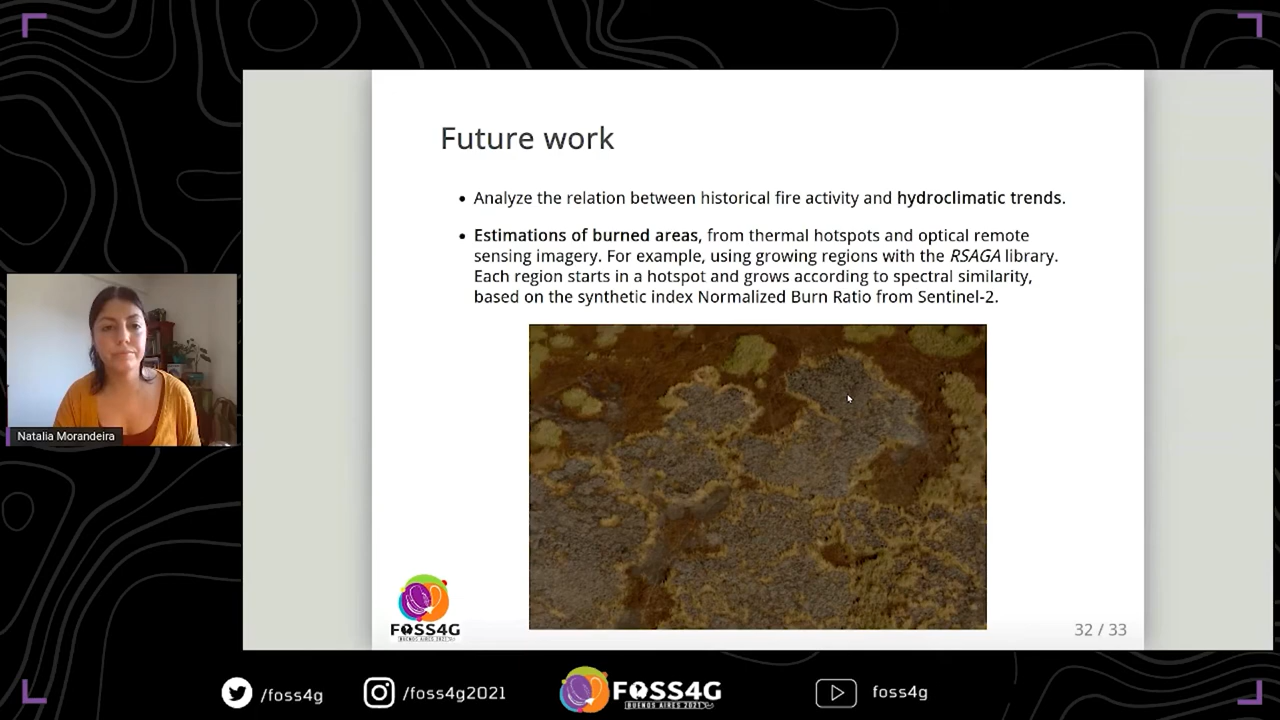 Future work
• Analyze the relation between historical fire activity and hydroclimatic trends.
• Estimations of burned areas, from thermal hotspots and optical remote
sensing imagery. For example, using growing regions with the RSAGA library.
Each region starts in a hotspot and grows according to spectral similarity,
based on the synthetic index Normalized Burn Ratio from Sentinel-2.
Natalia Morandeira
FOSS4G
BUENOS AIRES 2021
32 / 33
/foss4g
/foss4g2021
FOSS4G
BUENOS AIRES 2021
foss4g